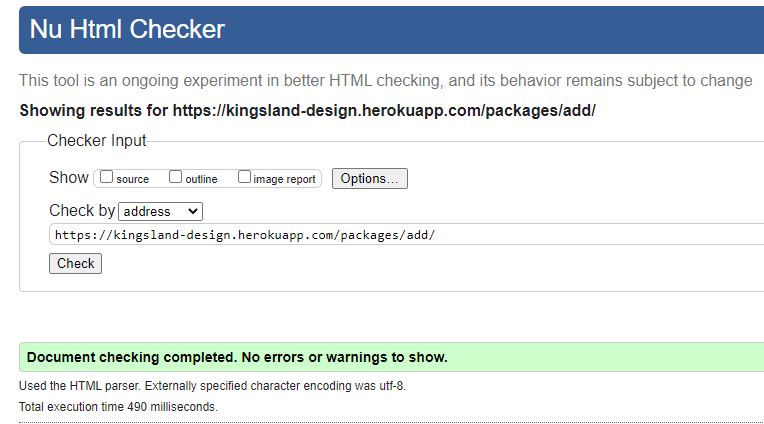 Nu Html Checker
This tool is an ongoing experiment in better HTML checking, and its behavior remains subject to change
Showing results for https://kingsland-design.herokuapp.com/packages/add/
Checker Input
Show source outline image report Options...
Check by address
https://kingsland-design.herokuapp.com/packages/add/
Check
Document checking completed. No errors or warnings to show.
Used the HTML parser. Externally specified character encoding was utf-8.
Total execution time 490 milliseconds.